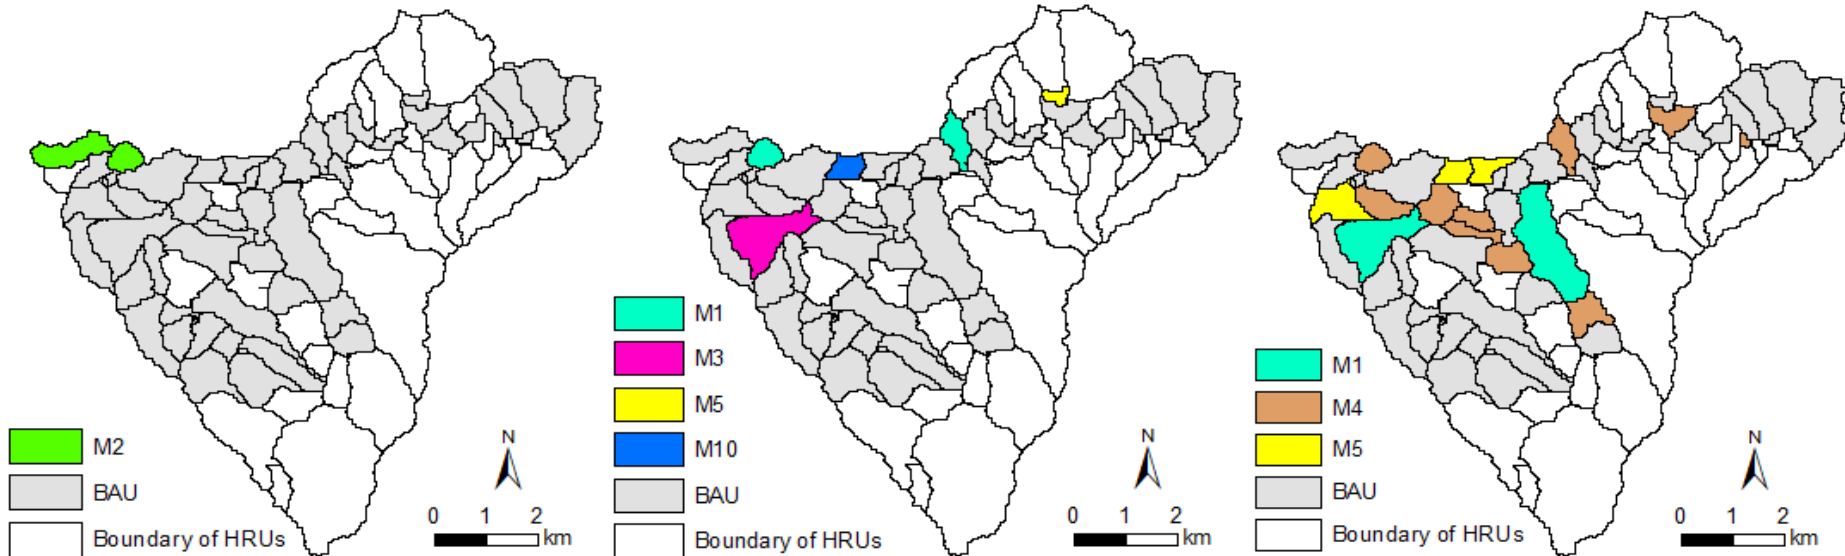 M2
BAU
Boundary of HRUs
N
0 1 2
km
M1
M3
M5
M10
BAU
Boundary of HRUs
N
0 1 2
km
M1
M4
M5
BAU
Boundary of HRUs
N
0 1 2
km